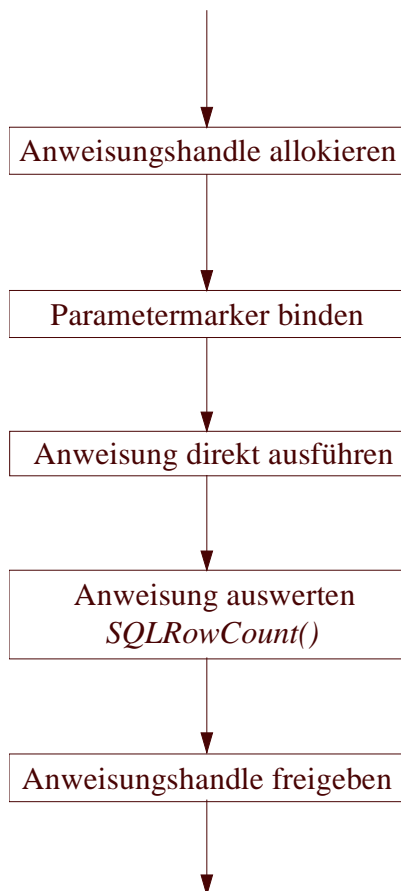 Anweisungshandle allokieren
Parametermarker binden
Anweisung direkt ausführen
Anweisung auswerten
SQLRowCount()
Anweisungshandle freigeben